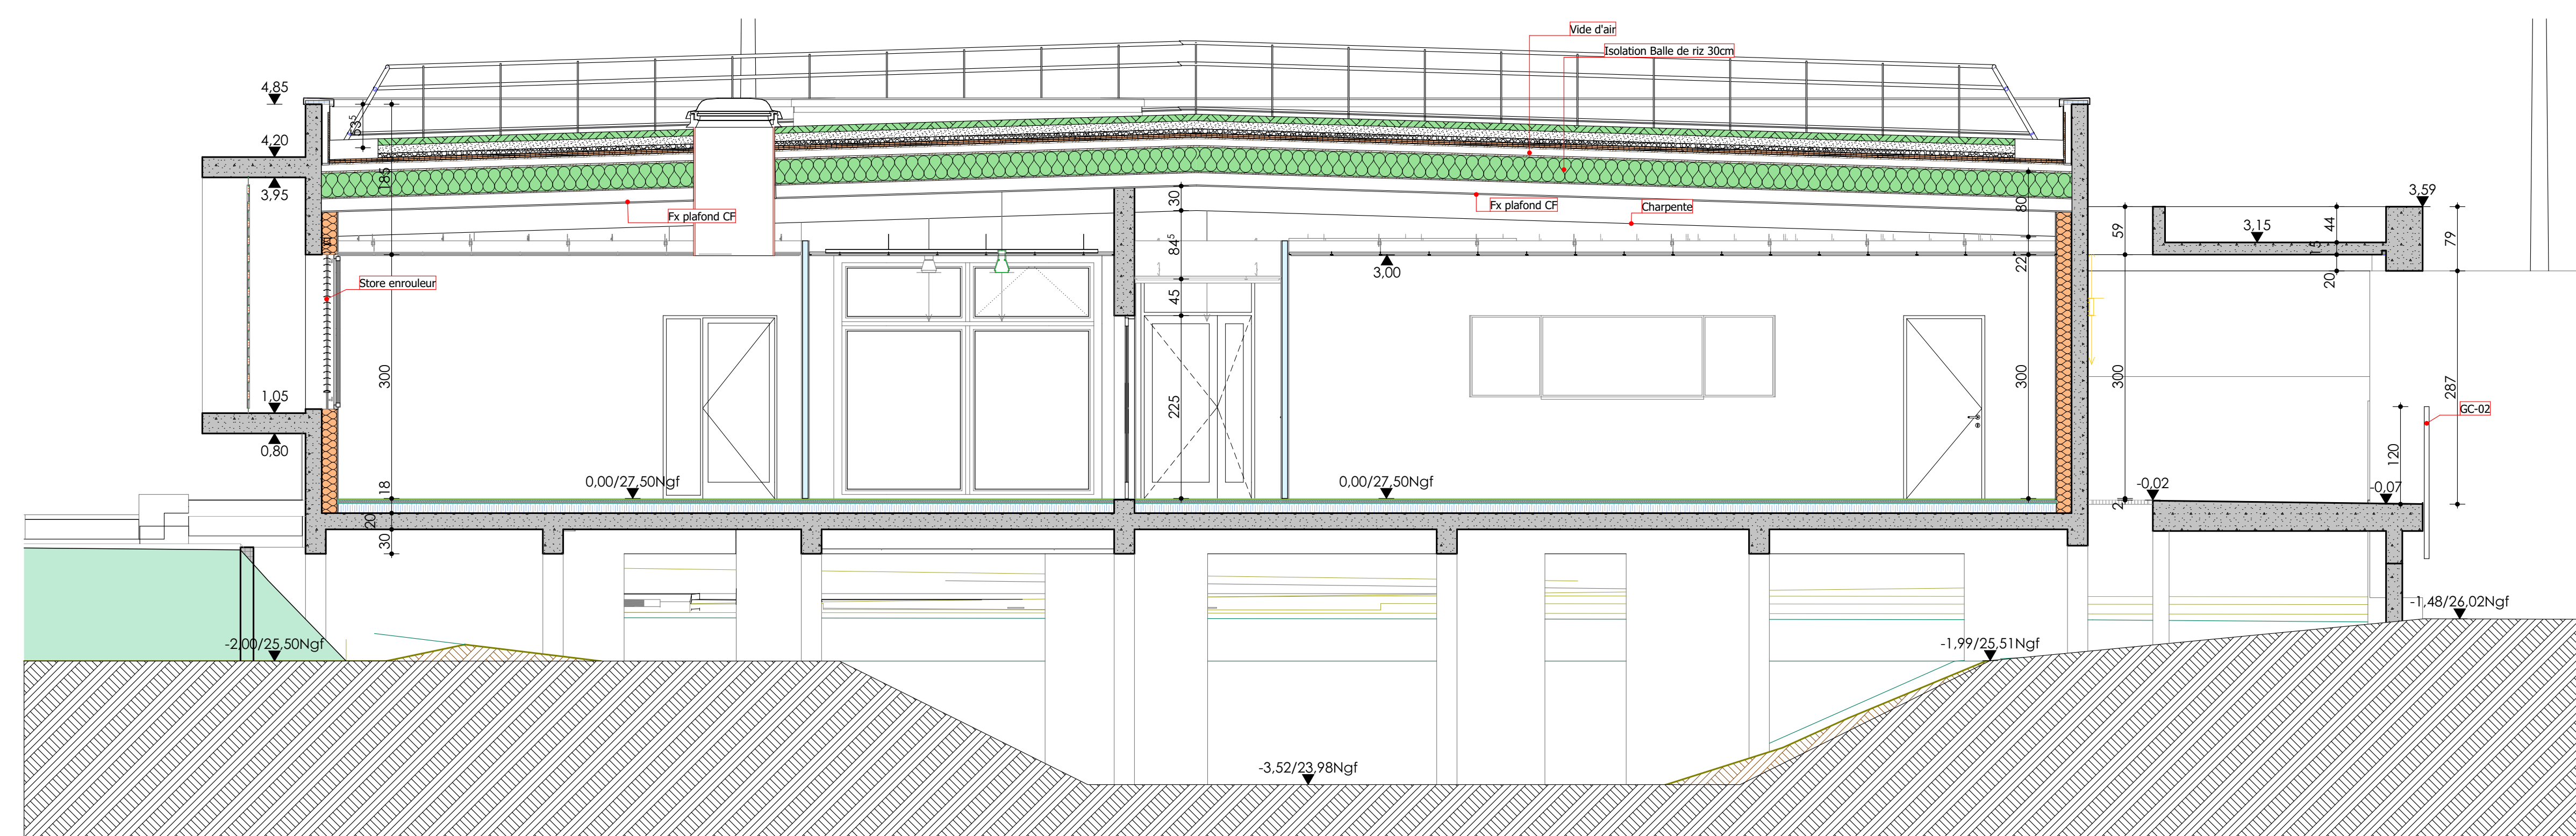 Vide d'air
Isolation Balle de riz 30cm
4,85
53⁵
4,20
3,95
185
Fx plafond CF
30
Fx plafond CF
Charpente
80
3,59
59
3,15
44
15
79
84⁵
3,00
22
20
Store enrouleur
45
1,05
300
225
300
300
287
GC-02
0,80
120
0,00/27,50Ngf
0,00/27,50Ngf
18
-0,02
-0,07
2
20
30
-1,48/26,02Ngf
-2,00/25,50Ngf
-1,99/25,51Ngf
-3,52/23,98Ngf